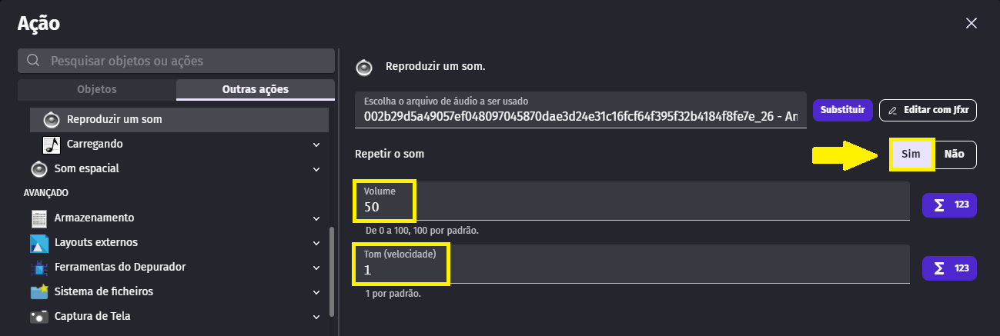 Ação
Pesquisar objetos ou ações
Objetos
Outras ações
Reproduzir um som
Carregando
Som espacial
AVANÇADO
Armazenamento
Layouts externos
Ferramentas do Depurador
Sistema de ficheiros
Captura de Tela
Reproduzir um som.
Escolha o arquivo de áudio a ser usado
002b29d5a49057ef048097045870dae3d24e31c16fcf64f395f32b4184f8fe7e_26 - An
Substituir
Editar com Jfxr
Repetir o som
Sim
Não
Volume
50
Σ 123
De 0 a 100, 100 por padrão.
Tom (velocidade)
1
Σ 123
1 por padrão.